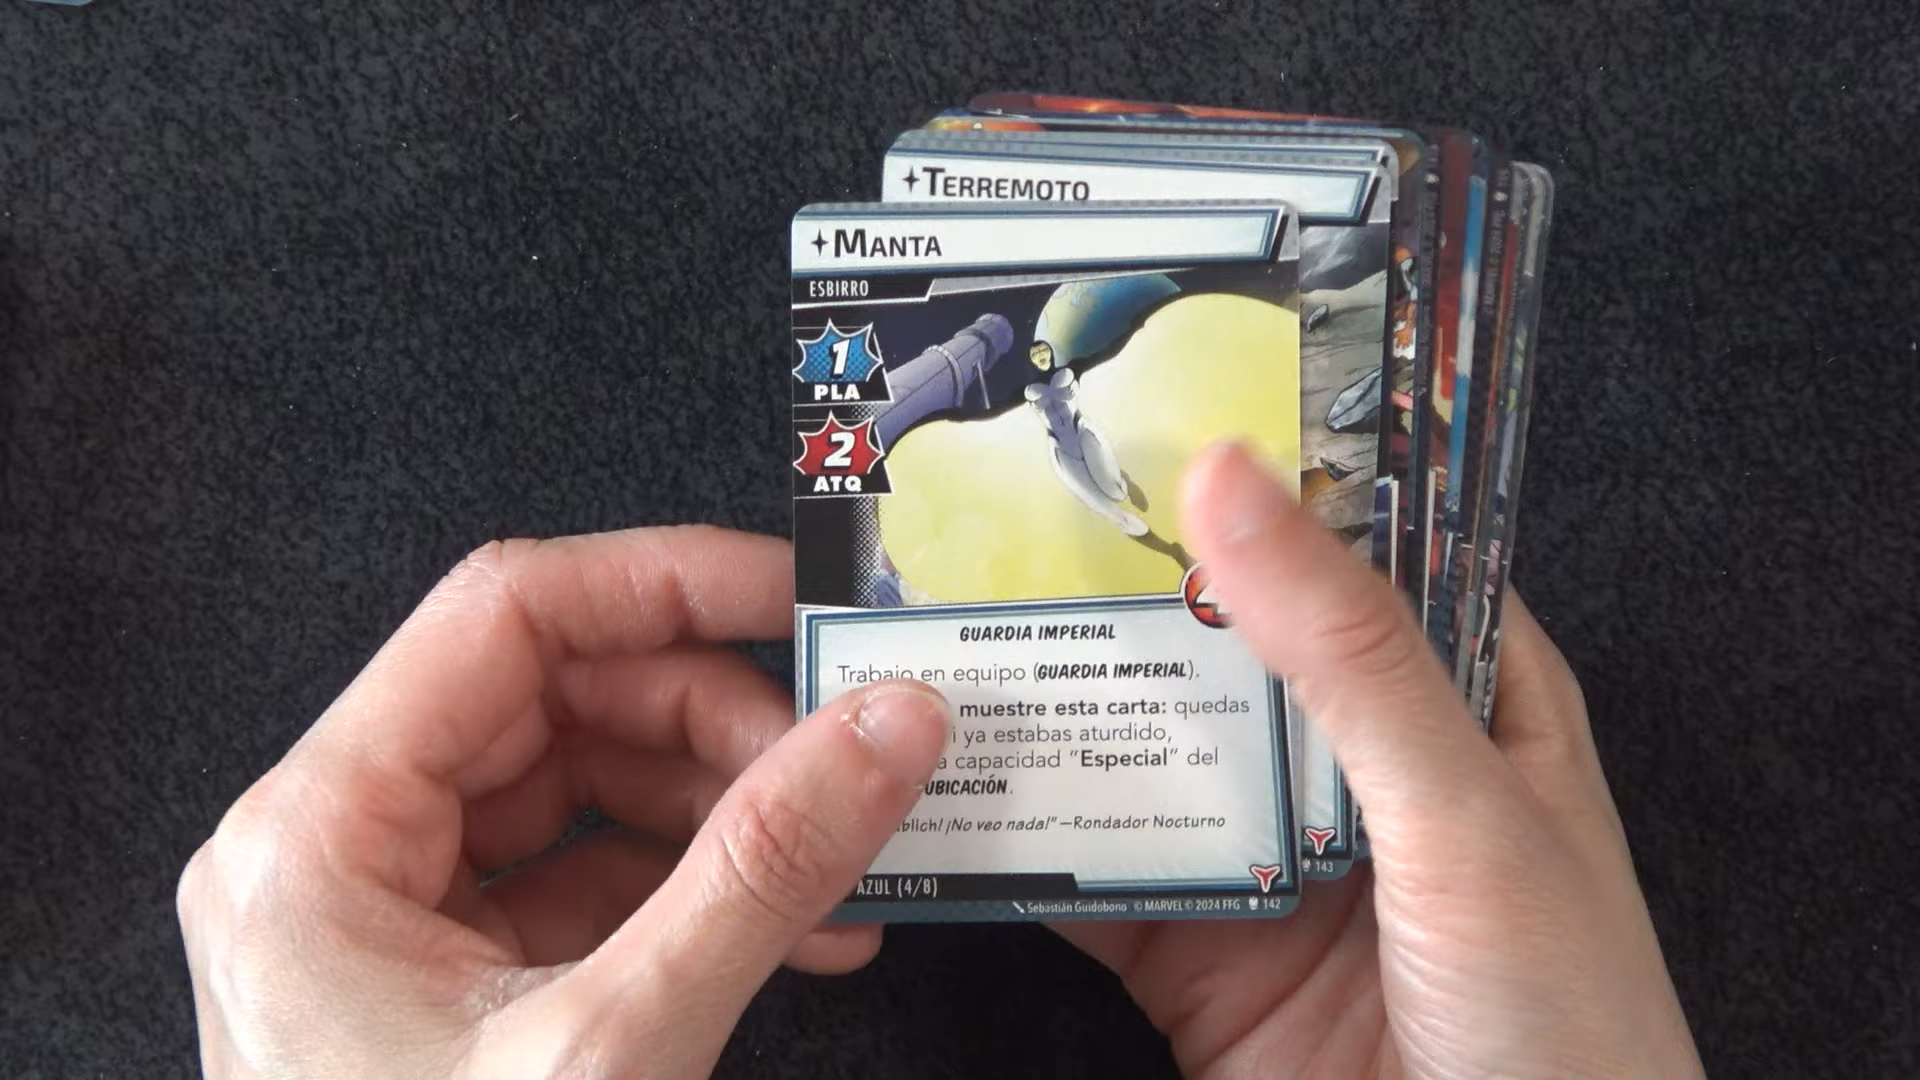 TERREMOTO
MANTA
ESBIRRO
1
PLA
2
ATQ
GUARDIA IMPERIAL
Trabajo en equipo (GUARDIA IMPERIAL).
muestre esta carta: quedas
ya estabas aturdido,
capacidad "Especial" del
UBICACIÓN.
¡No veo nada!" —Rondador Nocturno
AZUL (4/8)
143
Sebastián Guidobono © MARVEL © 2024 FFG 142